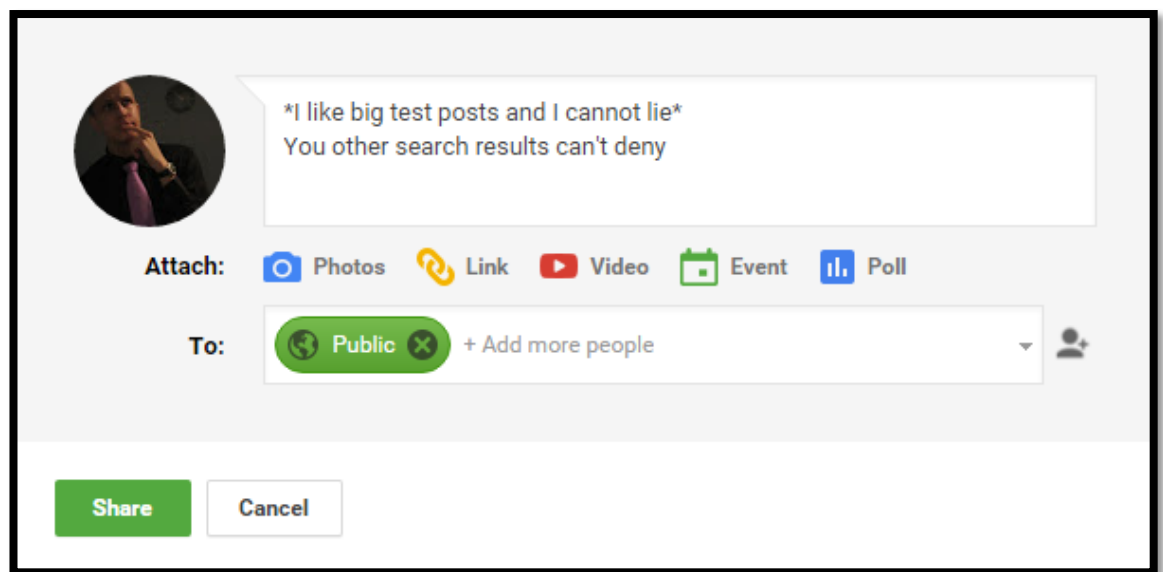 *I like big test posts and I cannot lie*
You other search results can't deny
Attach: Photos Link Video Event Poll
To: Public + Add more people
Share Cancel